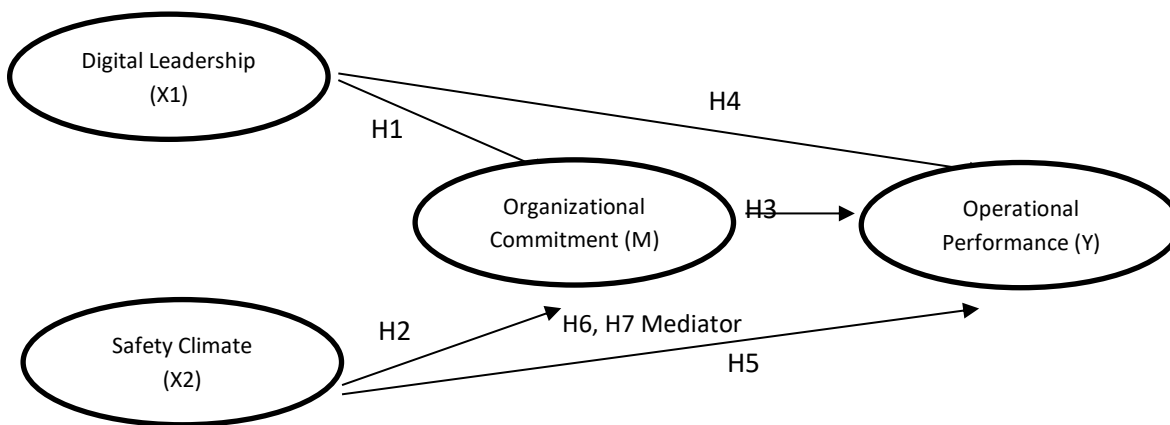 Digital Leadership
(X1)
H4
H1
Organizational
Commitment (M)
H3
Operational
Performance (Y)
H2
H6, H7 Mediator
Safety Climate
(X2)
H5